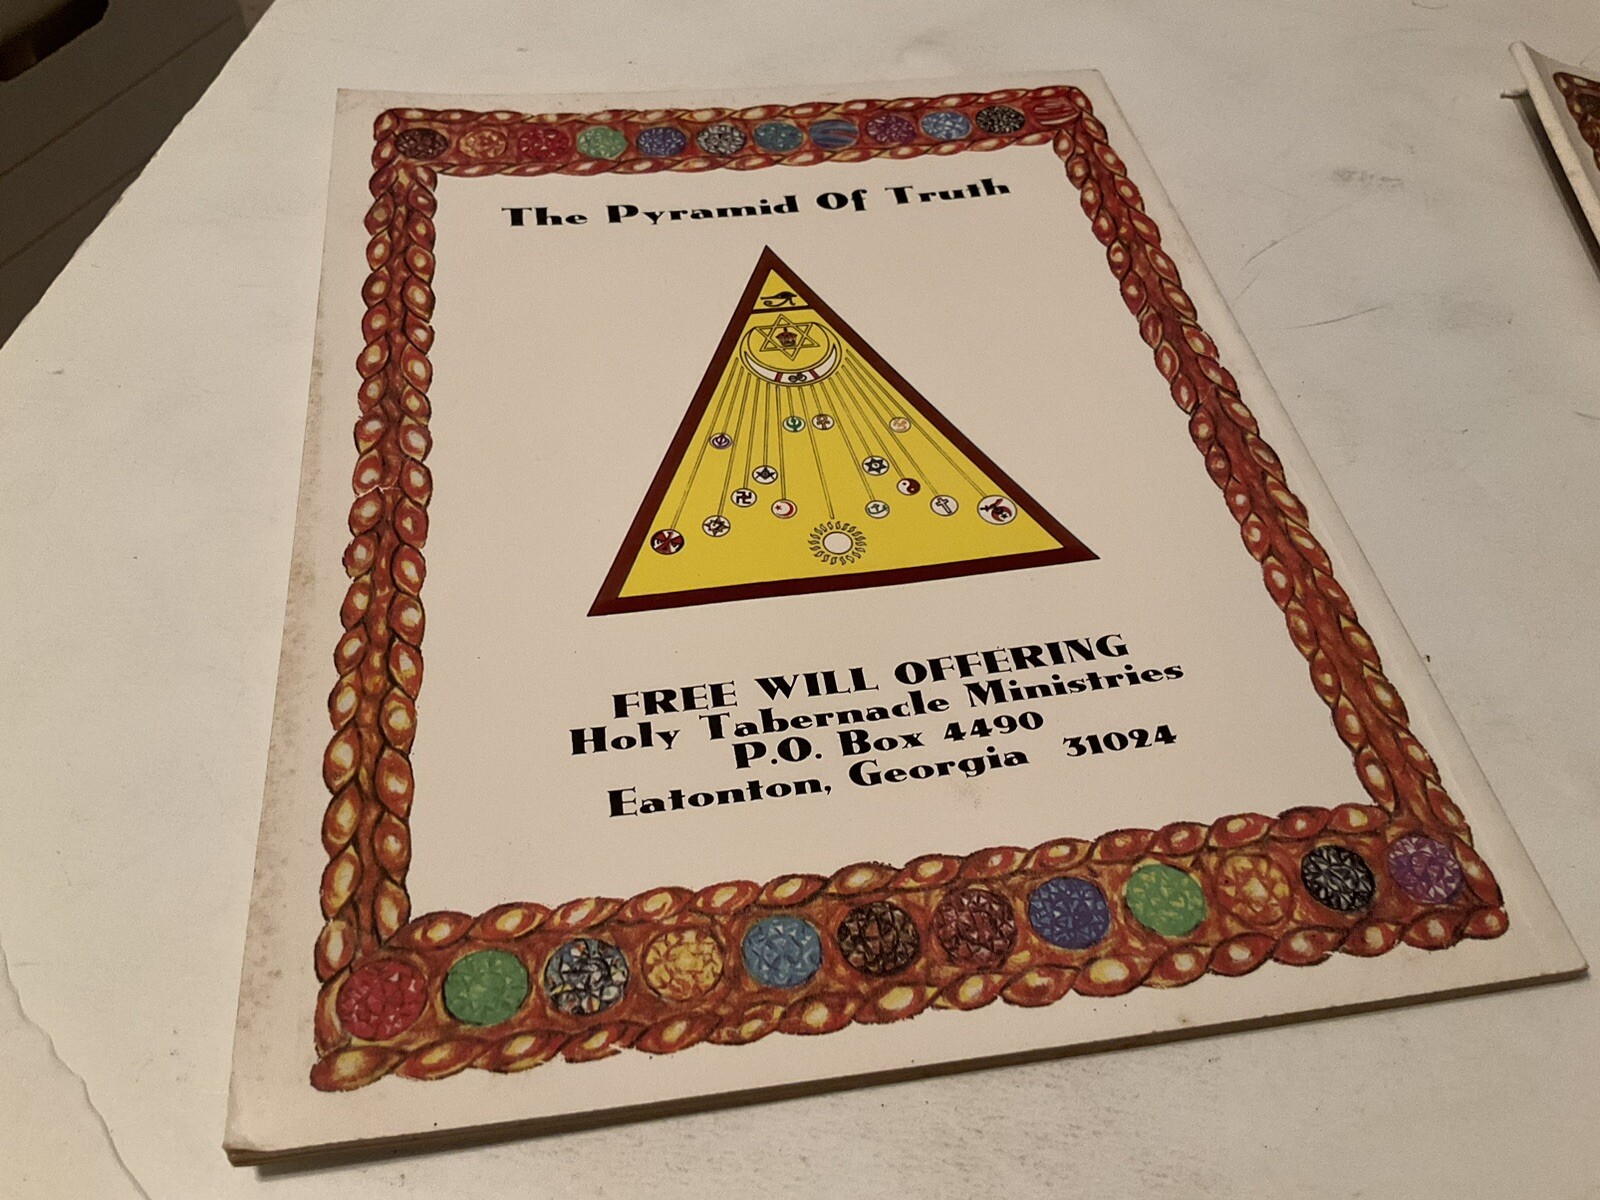 The Pyramid Of Truth
FREE WILL OFFERING
Holy Tabernacle Ministries
P.O. Box 4490
Eatonton, Georgia 31024